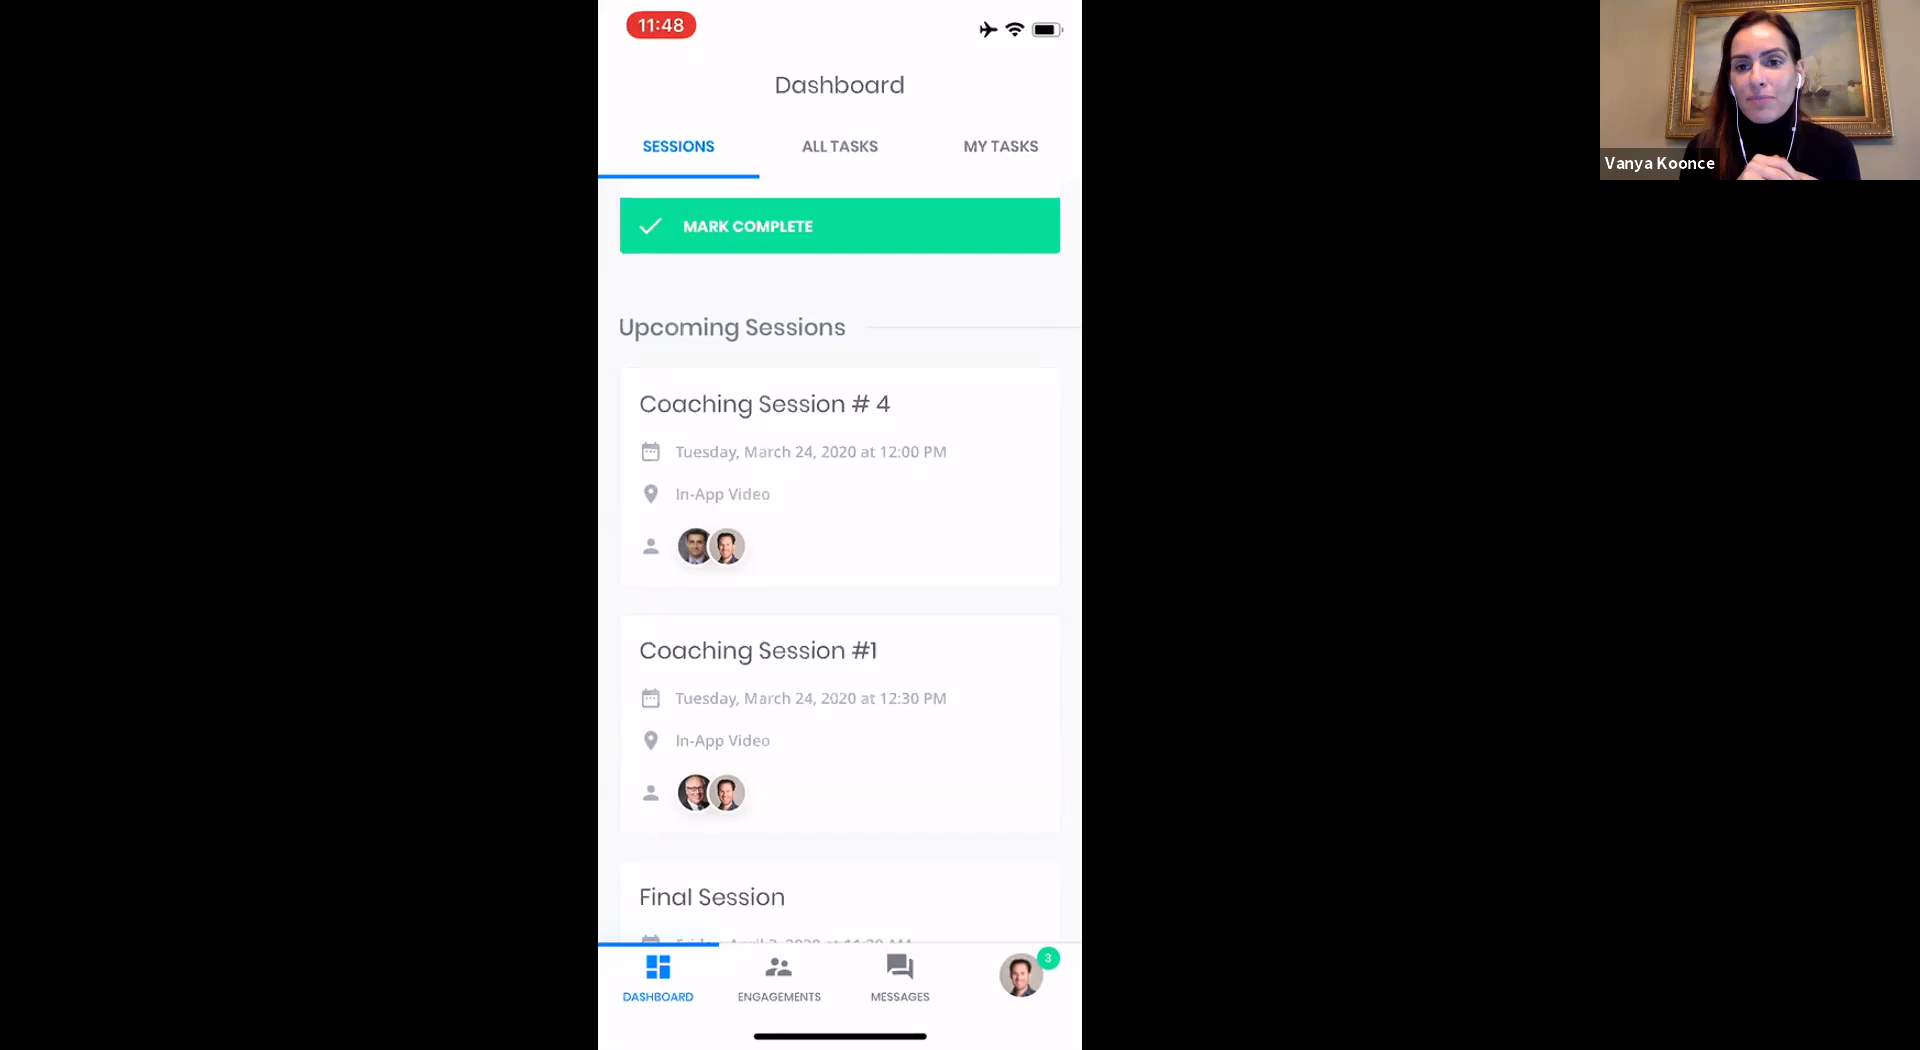 11:48
Dashboard
SESSIONS
ALL TASKS
MY TASKS
MARK COMPLETE
Upcoming Sessions
Coaching Session # 4
Tuesday, March 24, 2020 at 12:00 PM
In-App Video
Coaching Session #1
Tuesday, March 24, 2020 at 12:30 PM
In-App Video
Final Session
3
DASHBOARD
ENGAGEMENTS
MESSAGES
Vanya Koonce